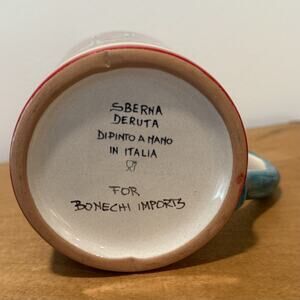 SBERNA
DERUTA
DIPINTO A MANO
IN ITALIA
FOR
BONECHI IMPORTS